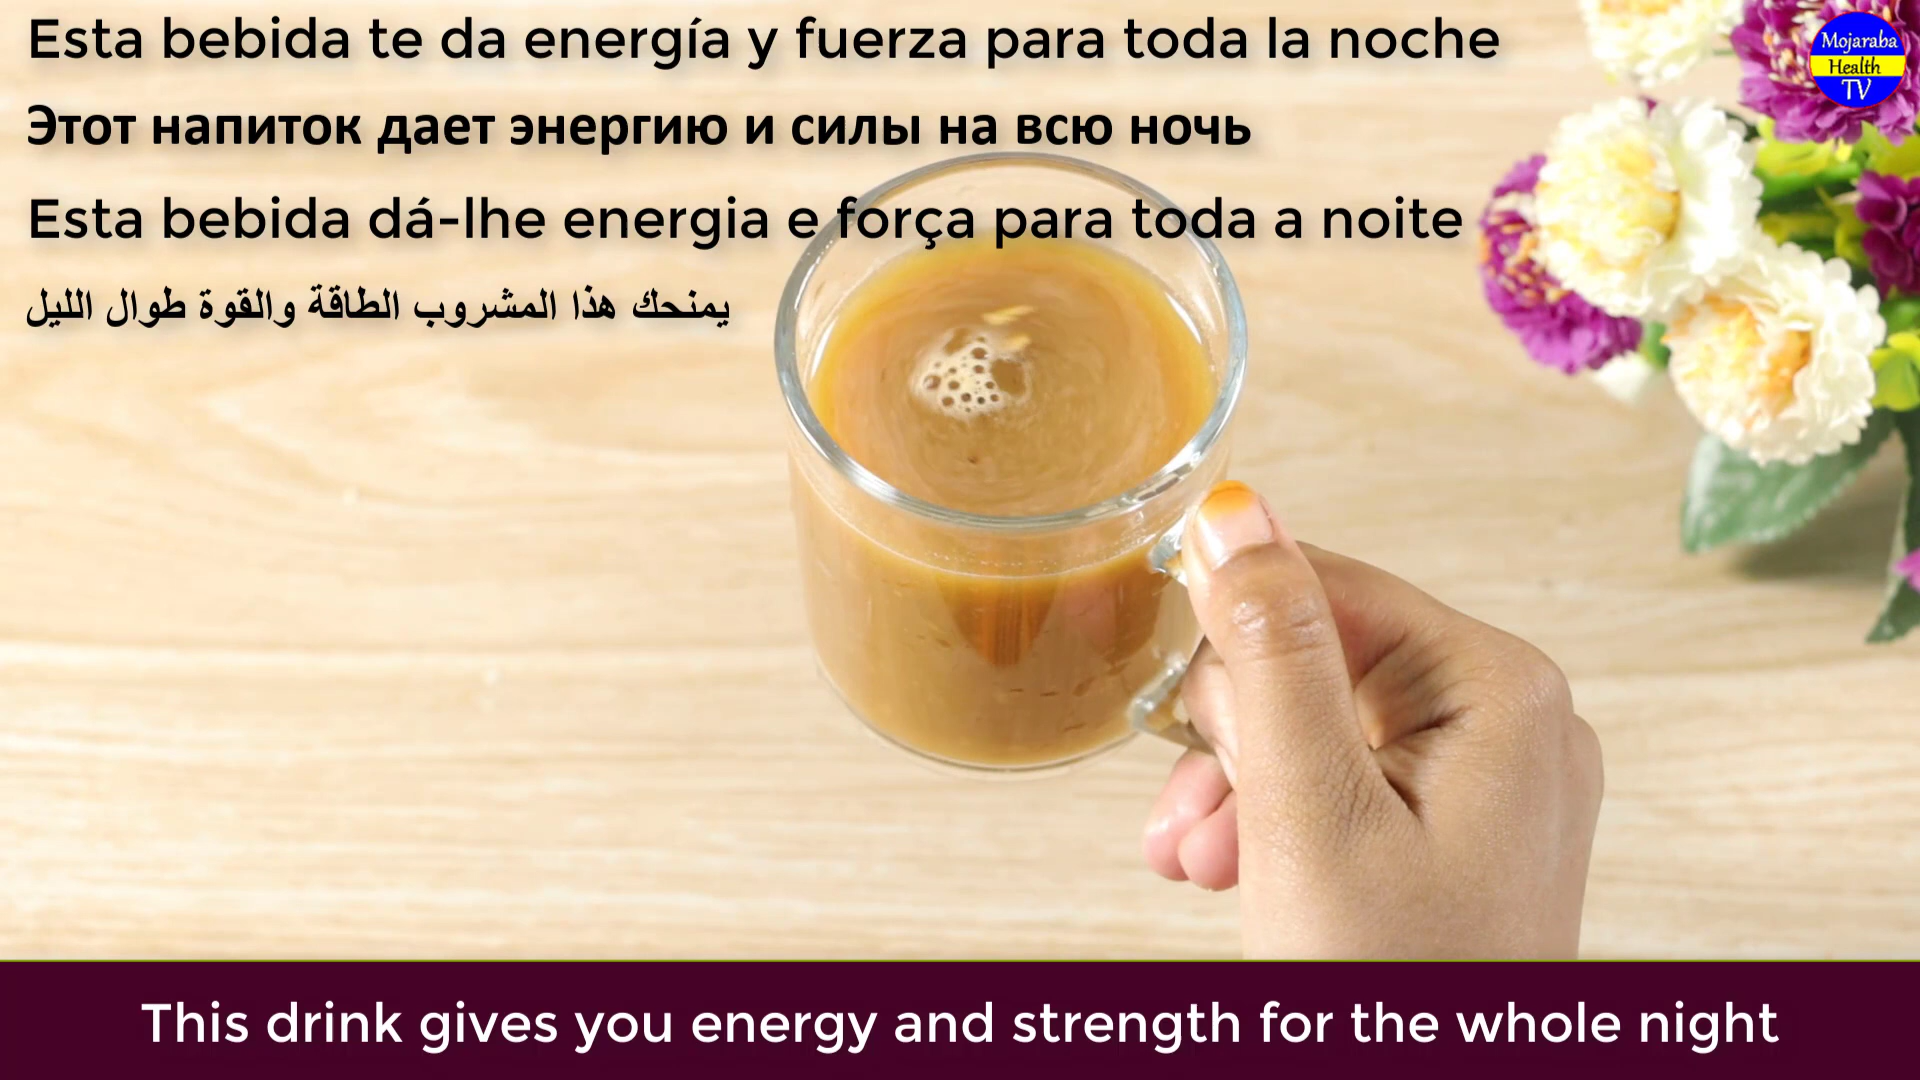 Esta bebida te da energía y fuerza para toda la noche
Этот напиток дает энергию и силы на всю ночь
Esta bebida dá-lhe energia e força para toda a noite
يمنحك هذا المشروب الطاقة والقوة طوال الليل
Mojaraba
Health
TV
This drink gives you energy and strength for the whole night